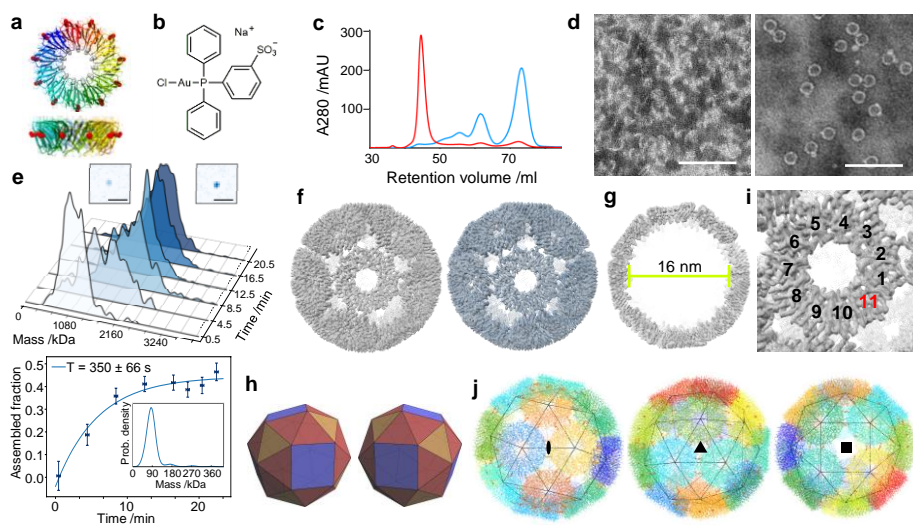 a
b
Na⁺
SO₃⁻
Cl-Au-P
c
300
200
100
A280 /mAU
30
50
70
Retention volume /ml
d
e
0
1080
2160
3240
Mass /kDa
0.5
4.5
8.5
12.5
16.5
20.5
Time /min
0.5
0.4
0.3
0.2
0.1
0.0
Assembled fraction
T = 350 ± 66 s
Prob. density
0 90 180 270 360
Mass /kDa
0
10
20
Time /min
f
g
16 nm
h
i
1
2
3
4
5
6
7
8
9
10
11
j